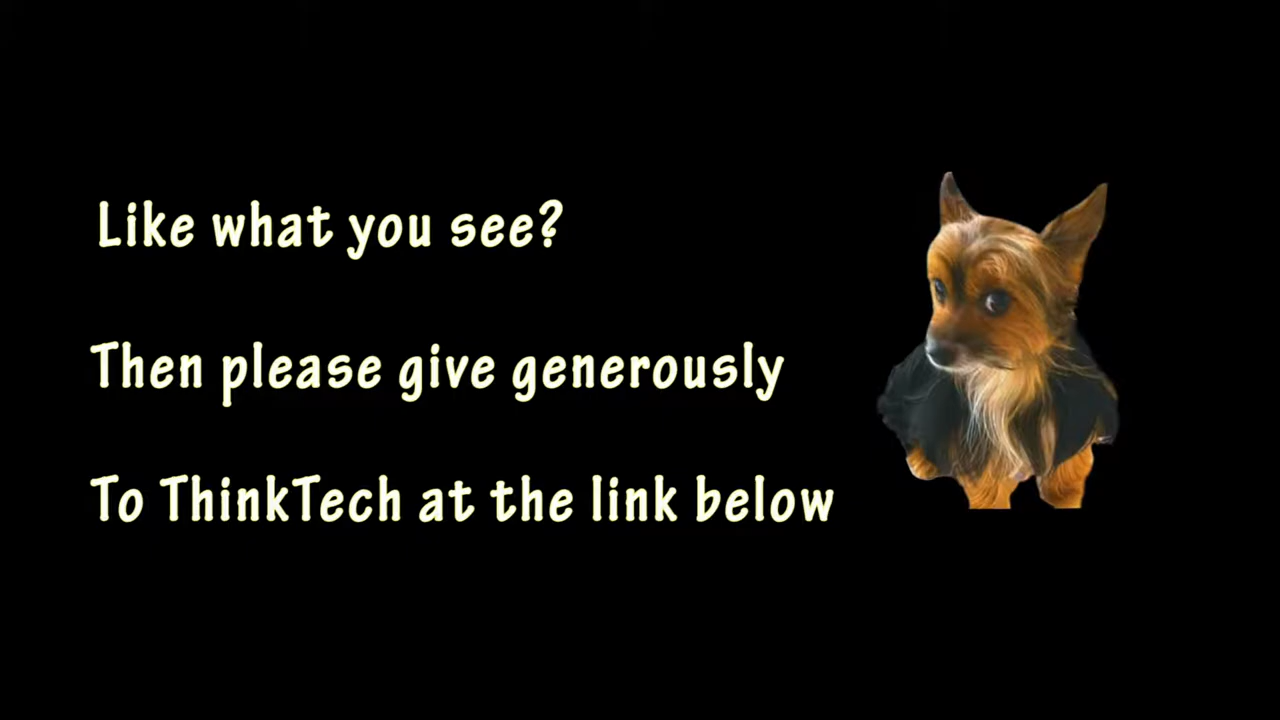 Like what you see?
Then please give generously
To ThinkTech at the link below